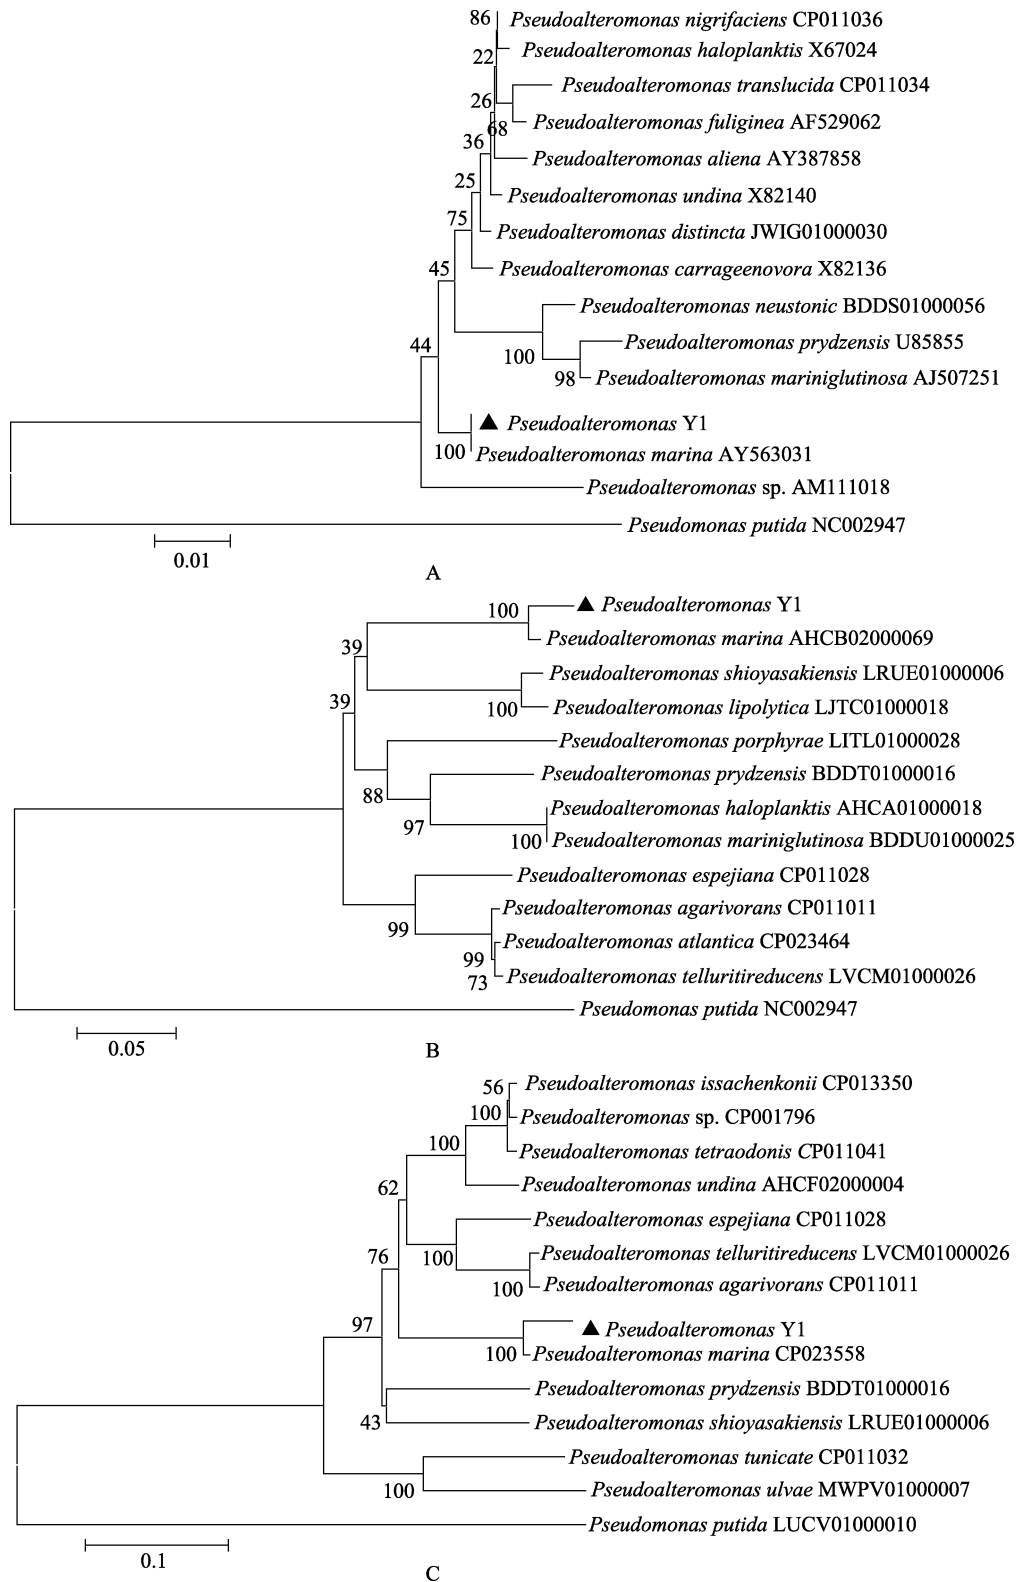 86 Pseudoalteromonas nigrifaciens CP011036
Pseudoalteromonas haloplanktis X67024
22
Pseudoalteromonas translucida CP011034
26
Pseudoalteromonas fuliginea AF529062
68
36
Pseudoalteromonas aliena AY387858
25
Pseudoalteromonas undina X82140
75
Pseudoalteromonas distincta JWIG01000030
45
Pseudoalteromonas carrageenovora X82136
Pseudoalteromonas neustonic BDDS01000056
44
Pseudoalteromonas prydzensis U85855
100
98 Pseudoalteromonas mariniglutinosa AJ507251
▲ Pseudoalteromonas Y1
100 Pseudoalteromonas marina AY563031
Pseudoalteromonas sp. AM111018
Pseudomonas putida NC002947
0.01
A
100 ▲ Pseudoalteromonas Y1
Pseudoalteromonas marina AHCB02000069
39
Pseudoalteromonas shioyasakiensis LRUE01000006
39
100 Pseudoalteromonas lipolytica LJTC01000018
Pseudoalteromonas porphyrae LITL01000028
Pseudoalteromonas prydzensis BDDT01000016
88
Pseudoalteromonas haloplanktis AHCA01000018
97
100 Pseudoalteromonas mariniglutinosa BDDU01000025
Pseudoalteromonas espejiana CP011028
Pseudoalteromonas agarivorans CP011011
99
Pseudoalteromonas atlantica CP023464
99
73 Pseudoalteromonas telluritireducens LVCM01000026
Pseudomonas putida NC002947
0.05
B
56 Pseudoalteromonas issachenkonii CP013350
100 Pseudoalteromonas sp. CP001796
100 Pseudoalteromonas tetraodonis CP011041
62 Pseudoalteromonas undina AHCF02000004
Pseudoalteromonas espejiana CP011028
76
100
Pseudoalteromonas telluritireducens LVCM01000026
100 Pseudoalteromonas agarivorans CP011011
97
▲ Pseudoalteromonas Y1
100 Pseudoalteromonas marina CP023558
Pseudoalteromonas prydzensis BDDT01000016
43 Pseudoalteromonas shioyasakiensis LRUE01000006
Pseudoalteromonas tunicate CP011032
100 Pseudoalteromonas ulvae MWPV01000007
Pseudomonas putida LUCV01000010
0.1
C